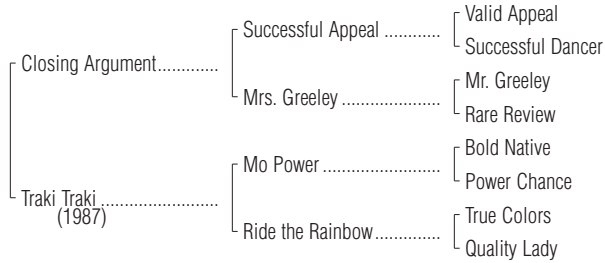 Valid Appeal
Successful Appeal ............
Successful Dancer
Closing Argument.............
Mr. Greeley
Mrs. Greeley .....................
Rare Review
Bold Native
Mo Power .........................
Power Chance
Traki Traki .........................
(1987)
True Colors
Ride the Rainbow..............
Quality Lady